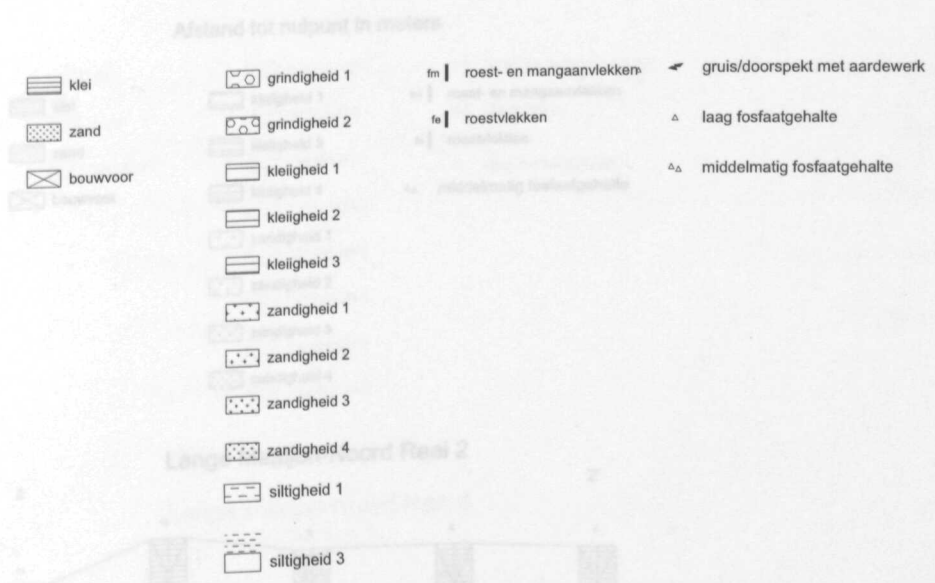 Afstand tot nulpunt in meters
klei
zand
bouwvoor
grindigheid 1
grindigheid 2
kleiigheid 1
kleiigheid 2
kleiigheid 3
zandigheid 1
zandigheid 2
zandigheid 3
zandigheid 4
siltigheid 1
siltigheid 3
fm roest- en mangaanvlekken
fe roestvlekken
gruis/doorspekt met aardewerk
laag fosfaatgehalte
middelmatig fosfaatgehalte
Noord Raai 2